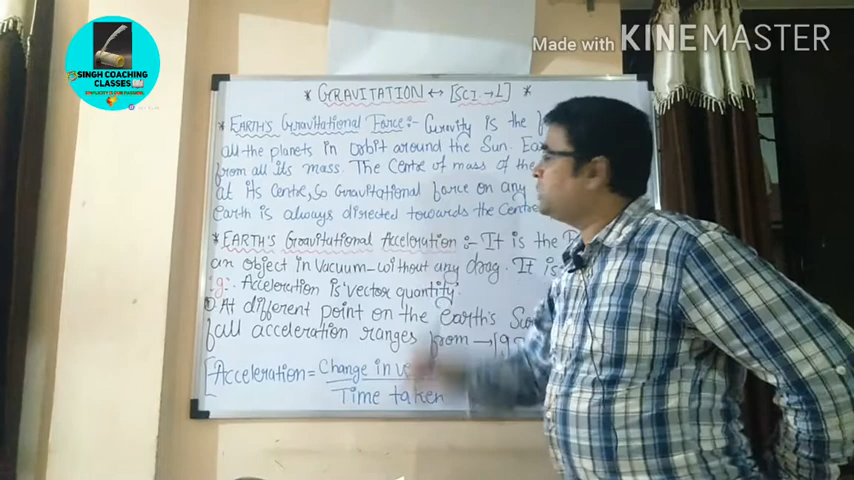 Made with KINEMASTER
SINGH COACHING
CLASSES
* GRAVITATION ↔ [SCI.→1] *
* EARTH'S Gravitational Force:- Gravity is the
all the planets in orbit around the Sun.
from all its mass. The Centre of mass of the
at its Centre, So Gravitational force on any
earth is always directed towards the Centre
* EARTH'S Gravitational Acceleration :- It is the
an object in vacuum - without any drag. It is
'g'. Acceleration is vector quantity.
At different point on the Earth's
fall acceleration ranges from →
[Acceleration = Change in
Time taken